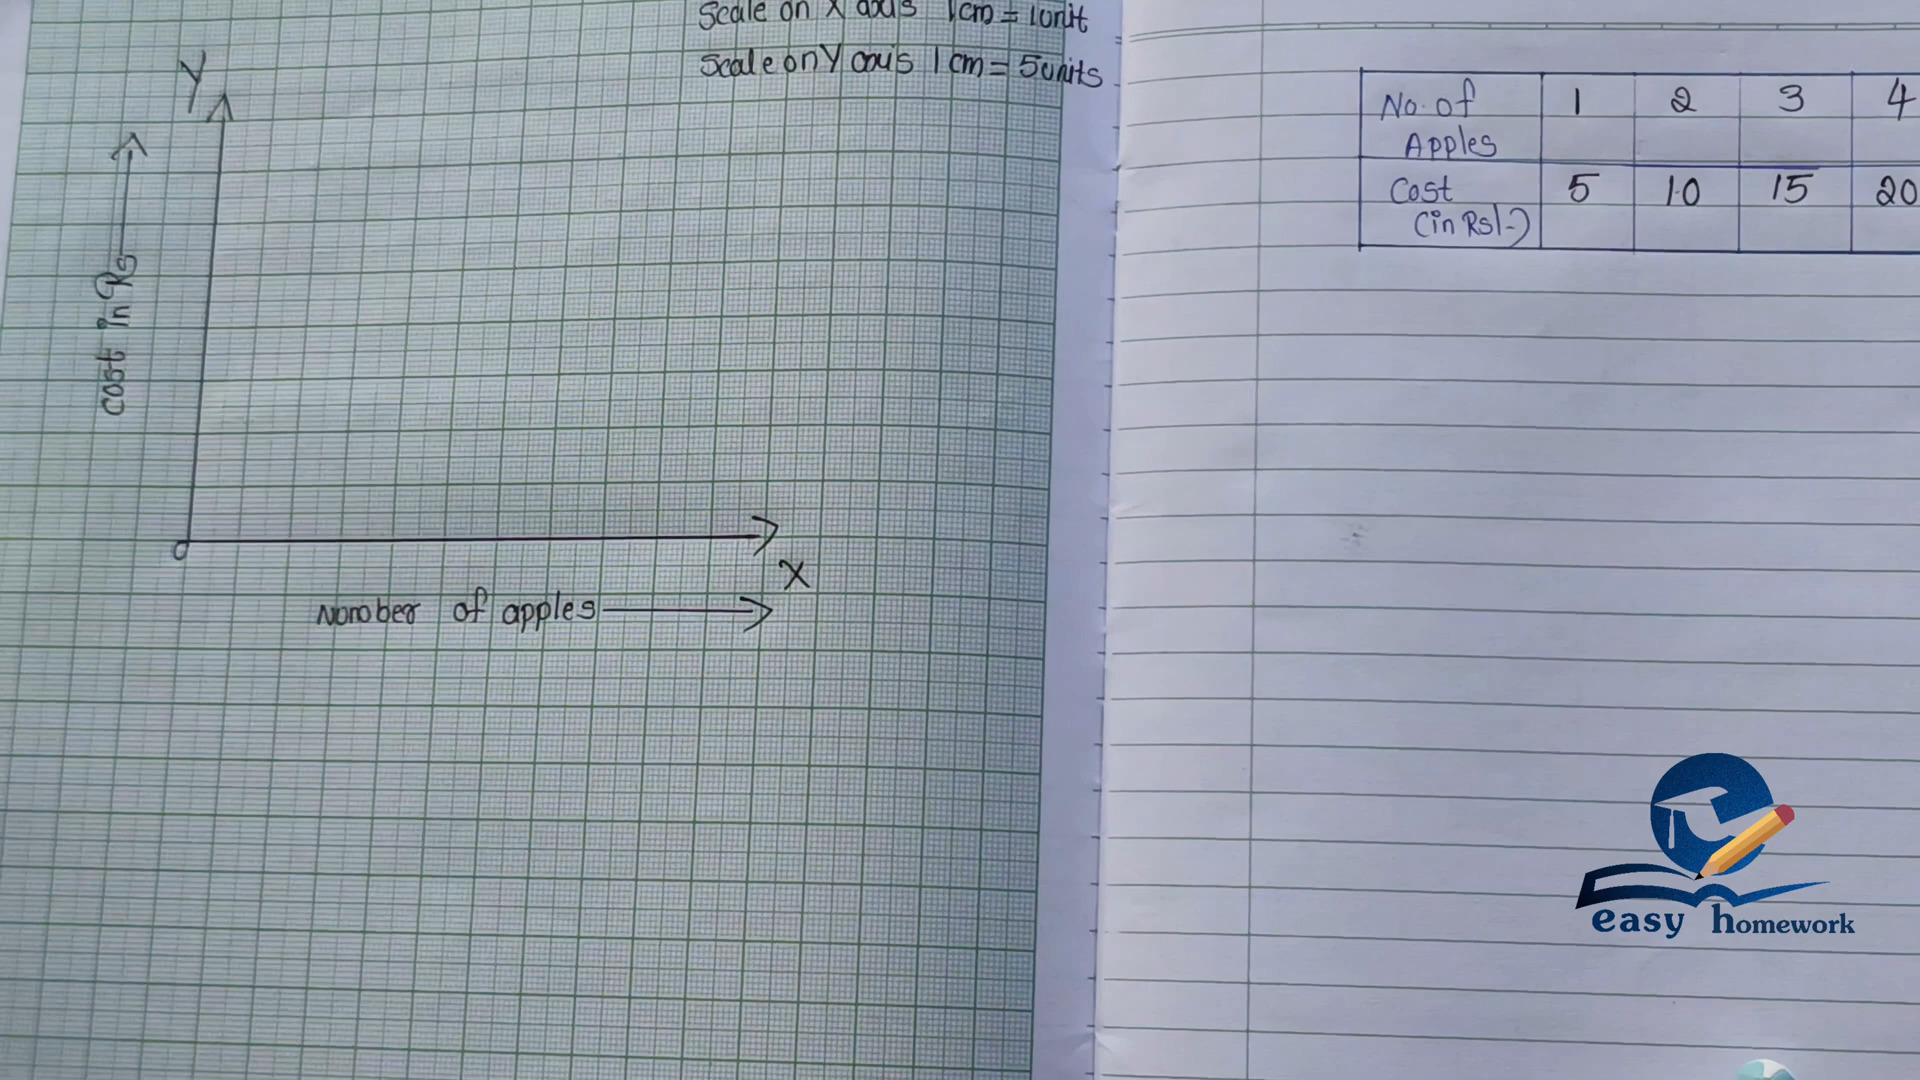 Scale on X axis 1cm = 1unit
Scale on Y axis 1cm = 5units
Y
Cost in Rs
O
X
Number of apples
No. of Apples 1 2 3 4
Cost (in Rs/-) 5 10 15 20
easy homework